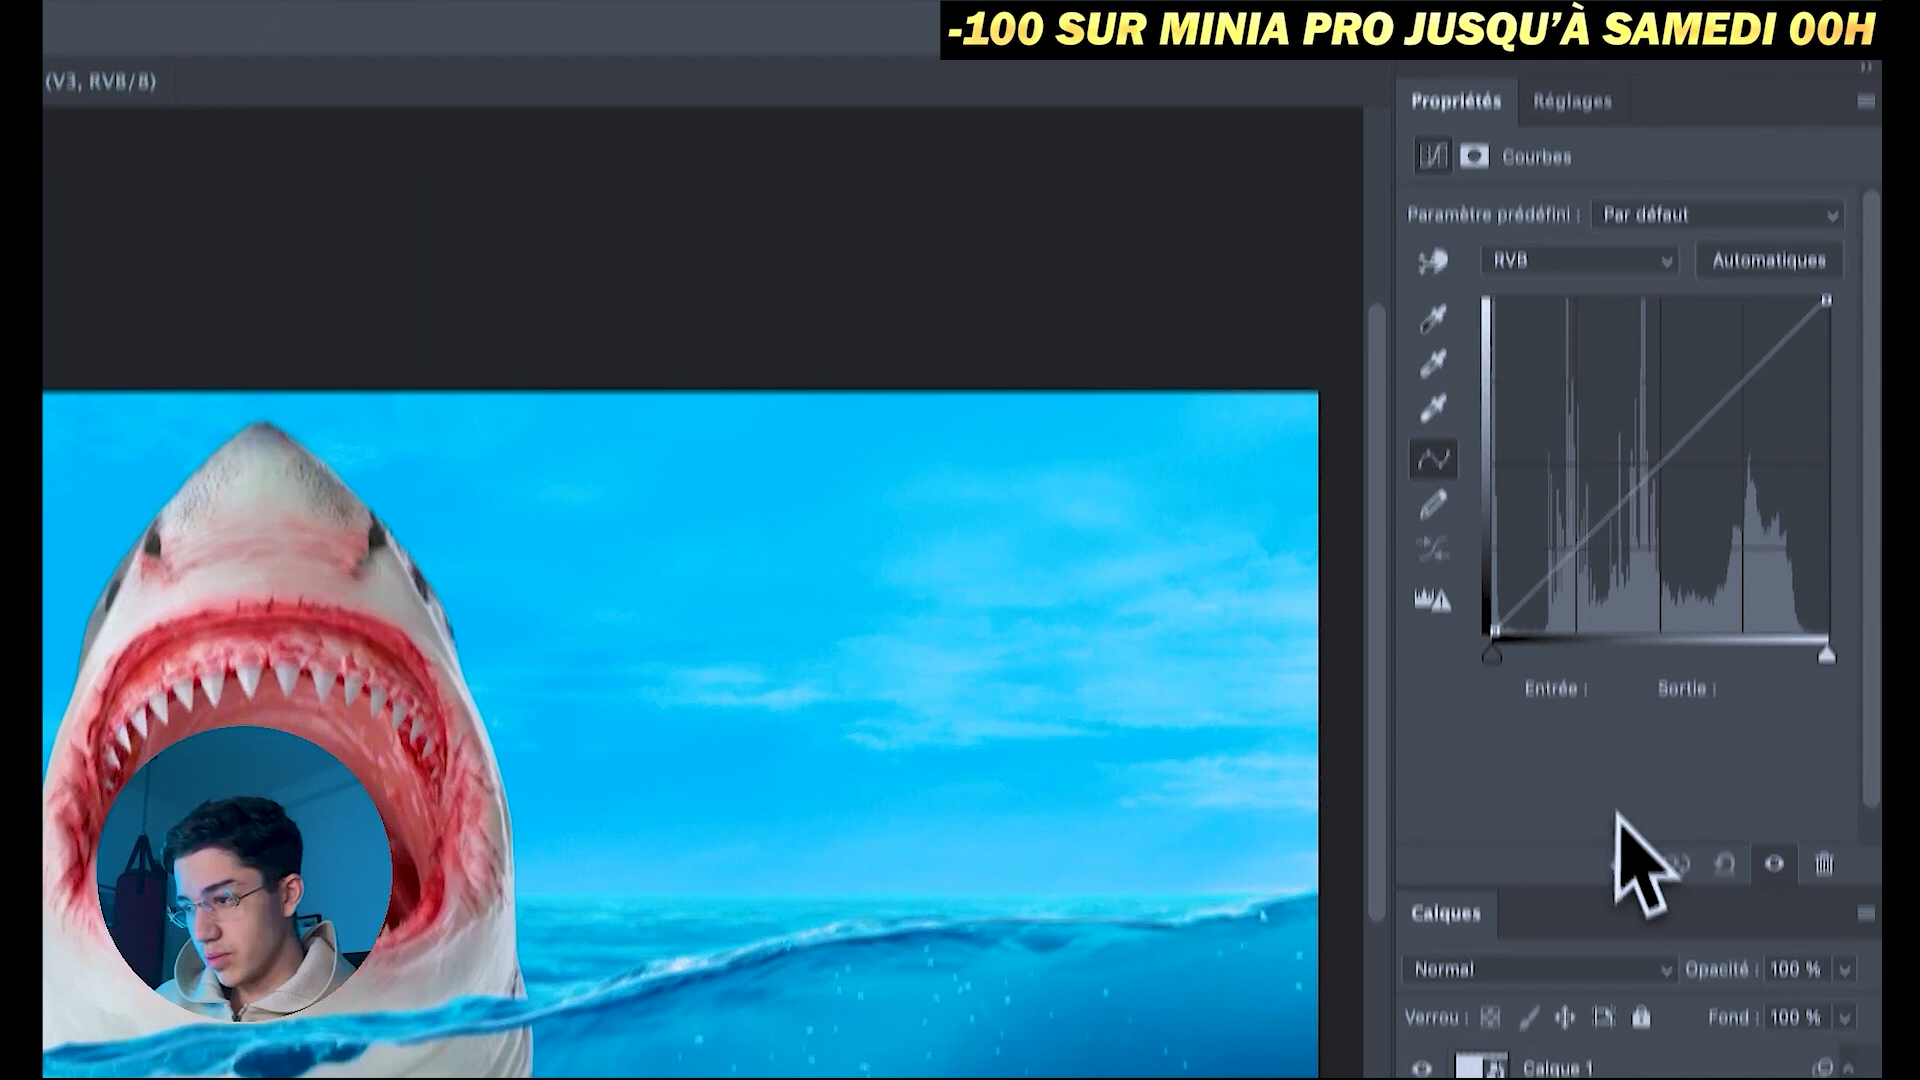 -100 SUR MINIA PRO JUSQU'À SAMEDI 00H
(V3, RVB/8)
Propriétés Réglages
Courbes
Paramètre prédéfini : Par défaut
RVB Automatiques
Entrée : Sortie :
Calques
Normal Opacité : 100 %
Verrou : Fond : 100 %
Calque 1